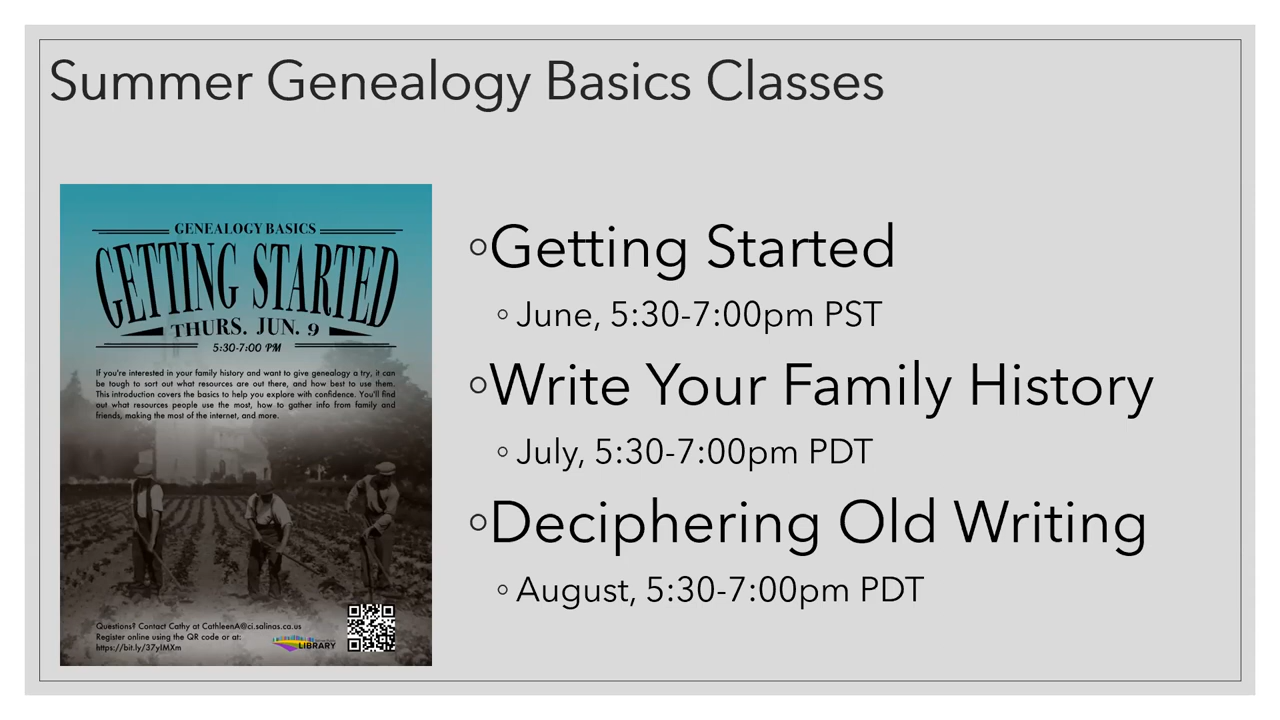 Summer Genealogy Basics Classes
GENEALOGY BASICS
GETTING STARTED
THURS. JUN. 9
5:30-7:00 PM
If you're interested in your family history and want to give genealogy a try, it can
be tough to sort out what resources are out there, and how best to use them.
This introduction covers the basics to help you explore with confidence. You'll find
out what resources people use the most, how to gather info from family and
friends, making the most of the internet, and more.
Questions? Contact Cathy at CathleenA@ci.salinas.ca.us
Register online using the QR code or at:
https://bit.ly/37yIMXm
LIBRARY
◦Getting Started
◦ June, 5:30-7:00pm PST
◦Write Your Family History
◦ July, 5:30-7:00pm PDT
◦Deciphering Old Writing
◦ August, 5:30-7:00pm PDT